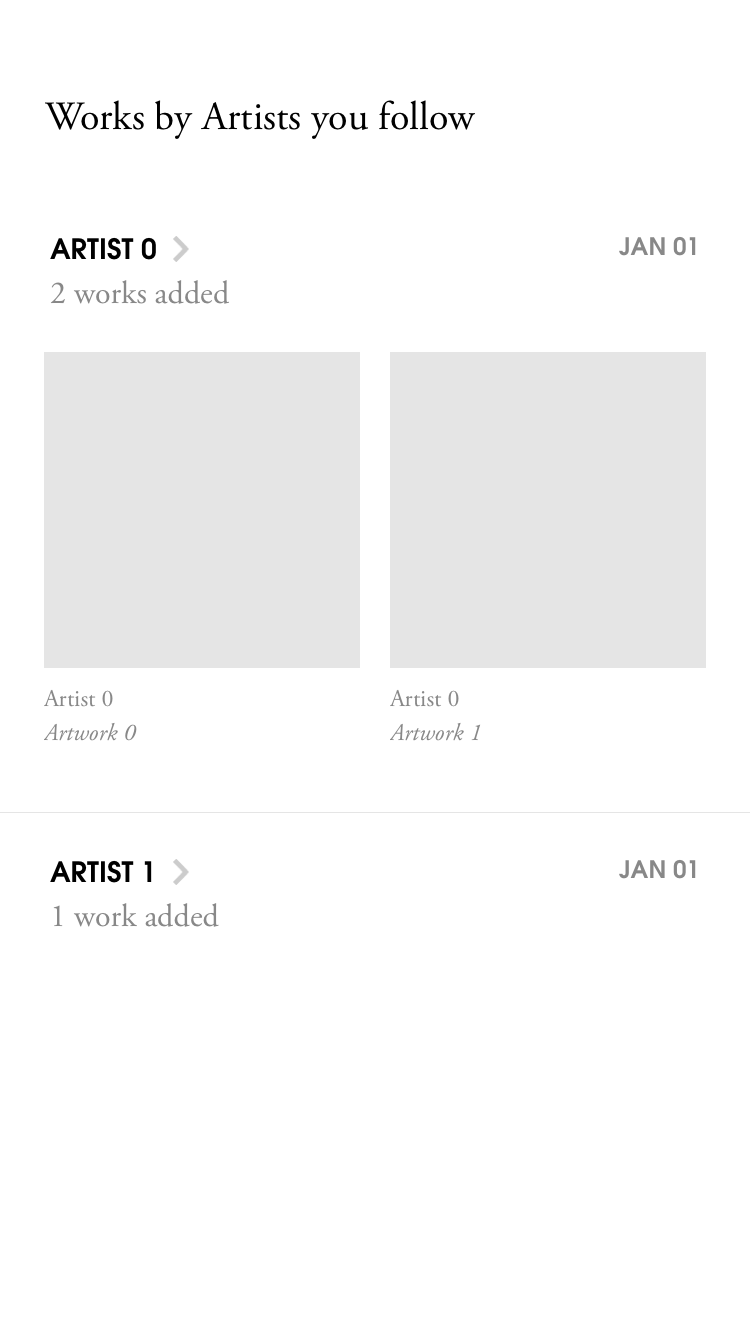 Works by Artists you follow
ARTIST 0
JAN 01
2 works added
Artist 0
Artwork 0
Artist 0
Artwork 1
ARTIST 1
JAN 01
1 work added